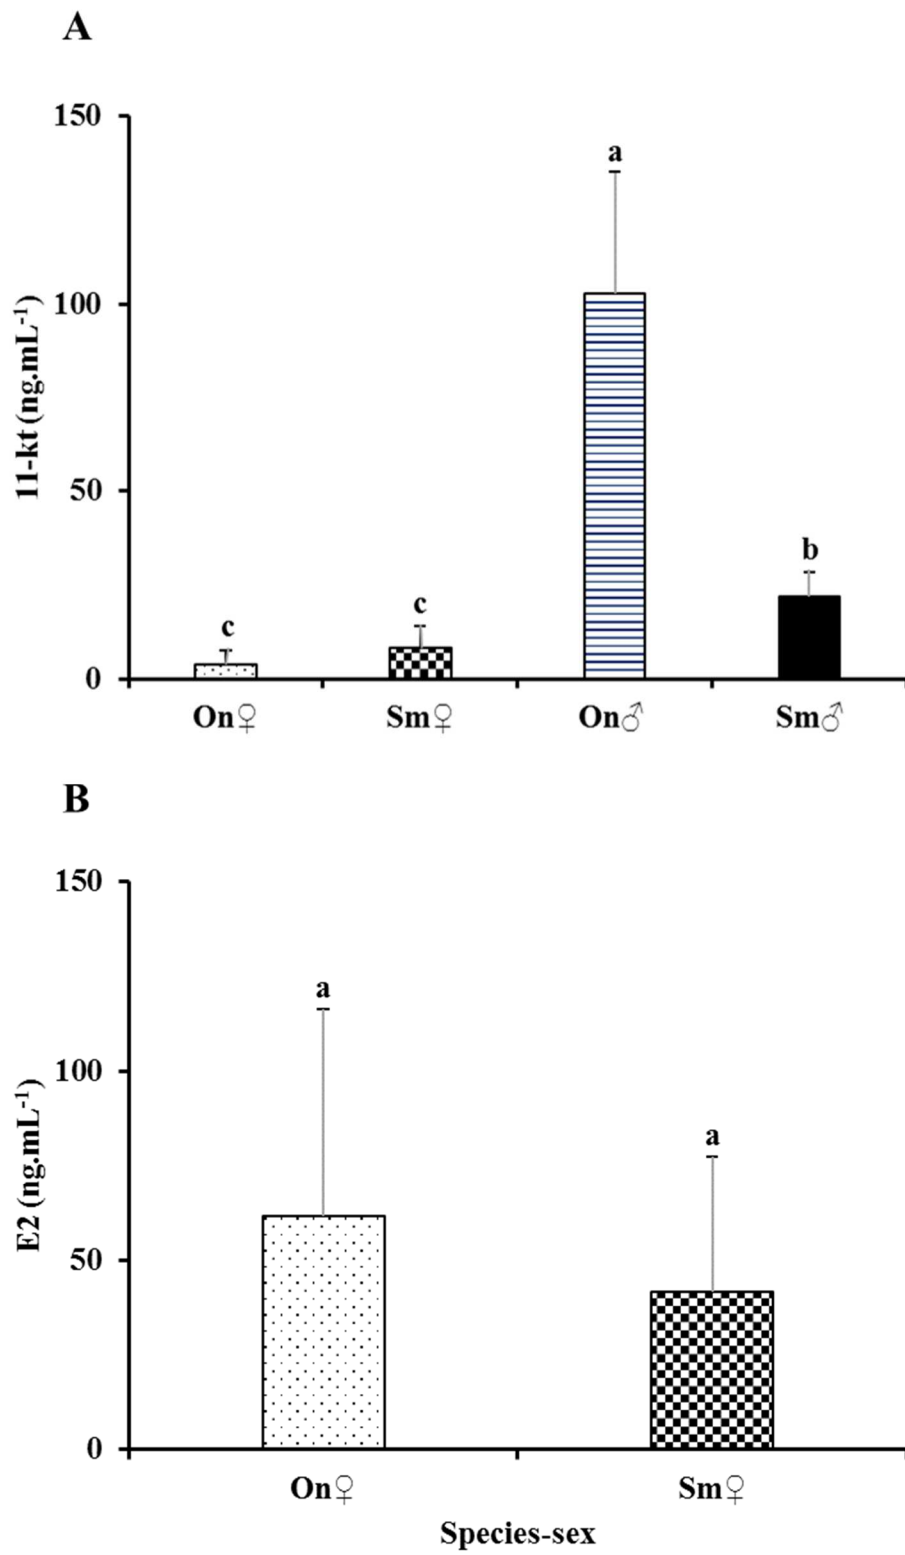 A
150
100
50
0
11-kt (ng.mL⁻¹)
c
c
a
b
On♀
Sm♀
On♂
Sm♂
B
150
100
50
0
E2 (ng.mL⁻¹)
a
a
On♀
Sm♀
Species-sex